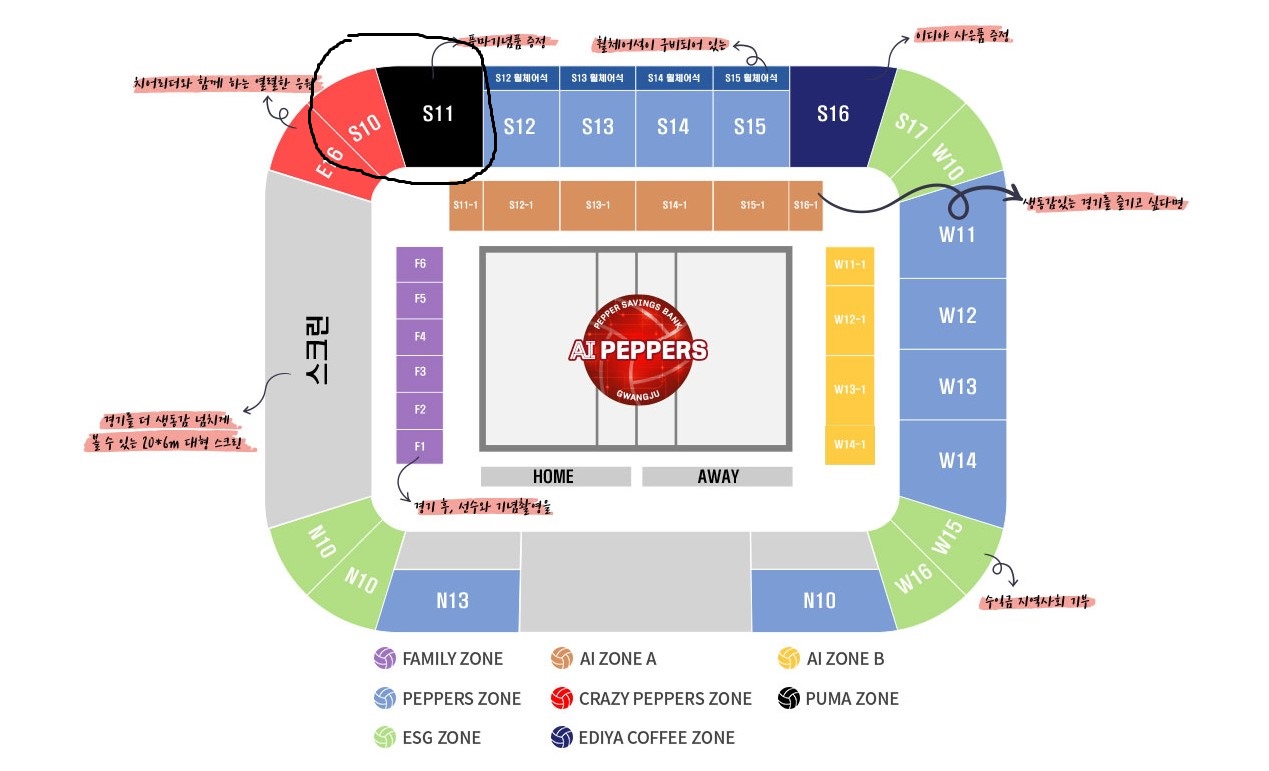 이디야 사은품 증정
푸마기념품 증정
휠체어석이 구비되어 있는
치어리더와 함께 하는 열렬한 응원
S12 휠체어석
S13 휠체어석
S14 휠체어석
S15 휠체어석
E16
S10
S11
S12
S13
S14
S15
S16
S17
W10
S11-1
S12-1
S13-1
S14-1
S15-1
S16-1
생동감있는 경기를 즐기고 싶다면
W11
W12
W13
W14
F6
F5
F4
F3
F2
F1
W11-1
W12-1
W13-1
W14-1
PEPPER SAVINGS BANK
AI PEPPERS
GWANGJU
스크린
경기를 더 생동감 넘치게
볼 수 있는 20*6m 대형 스크린
HOME
AWAY
경기 후, 선수와 기념촬영을
N10
N10
N13
N10
W15
W16
수익금 지역사회 기부
FAMILY ZONE
AI ZONE A
AI ZONE B
PEPPERS ZONE
CRAZY PEPPERS ZONE
PUMA ZONE
ESG ZONE
EDIYA COFFEE ZONE